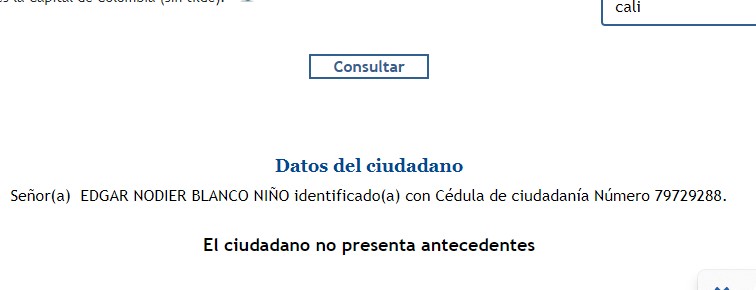 es la Capital de Colombia (sin tilde).
cali
Consultar
Datos del ciudadano
Señor(a) EDGAR NODIER BLANCO NIÑO identificado(a) con Cédula de ciudadanía Número 79729288.
El ciudadano no presenta antecedentes